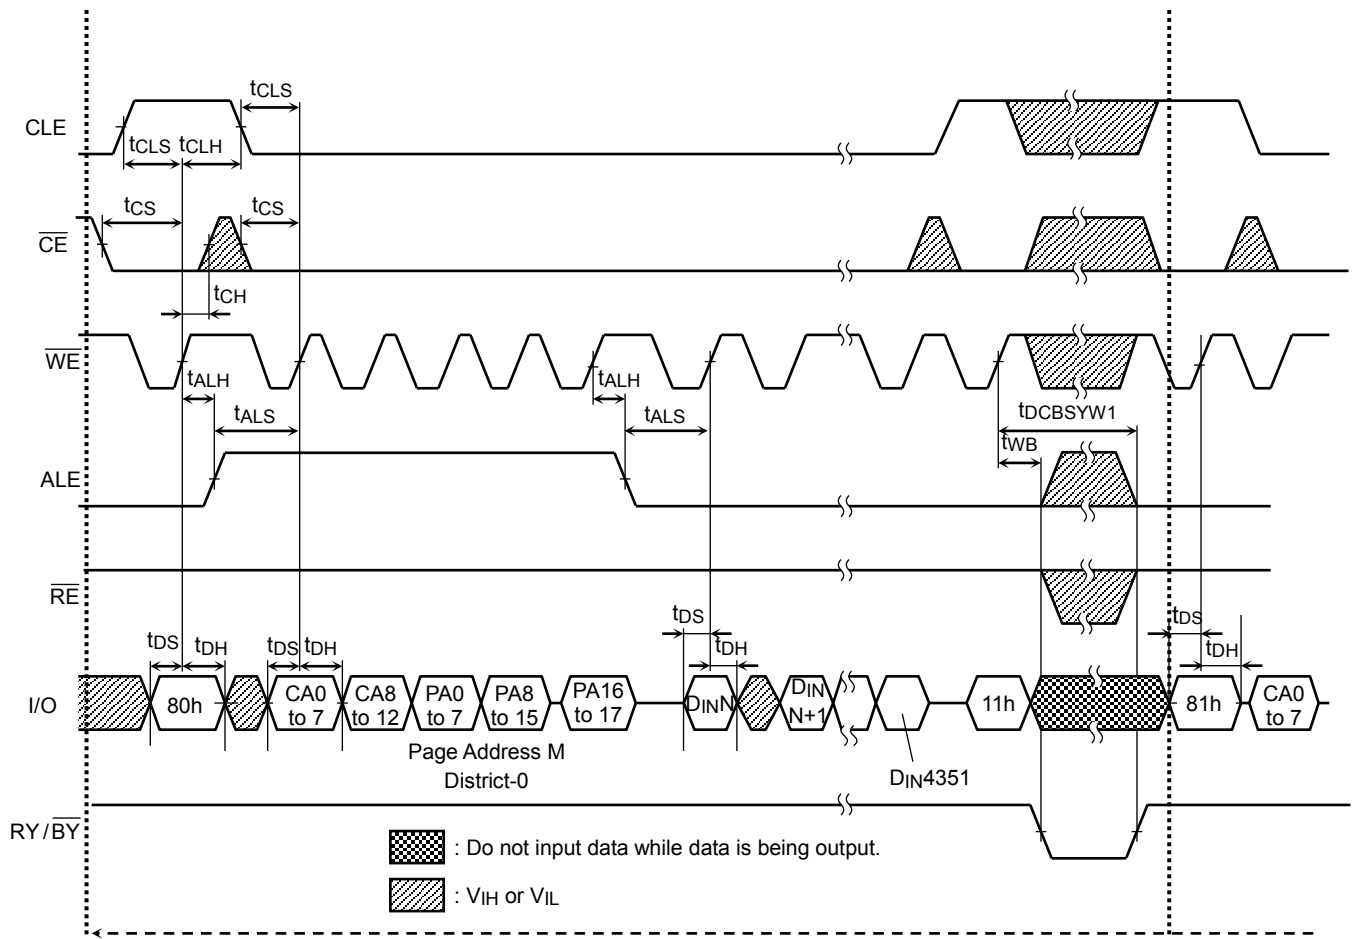 tCLS
CLE
tCLS tCLH
tCS tCS
CE
tCH
WE
tALH tALH
tALS tALS tDCBSYW1
tWB
ALE
RE
tDS tDS
tDS tDH tDS tDH tDH tDH
I/O
80h
CA0 to 7
CA8 to 12
PA0 to 7
PA8 to 15
PA16 to 17
DINN
DIN N+1
11h
81h
CA0 to 7
Page Address M
District-0
DIN4351
RY/BY
: Do not input data while data is being output.
: VIH or VIL